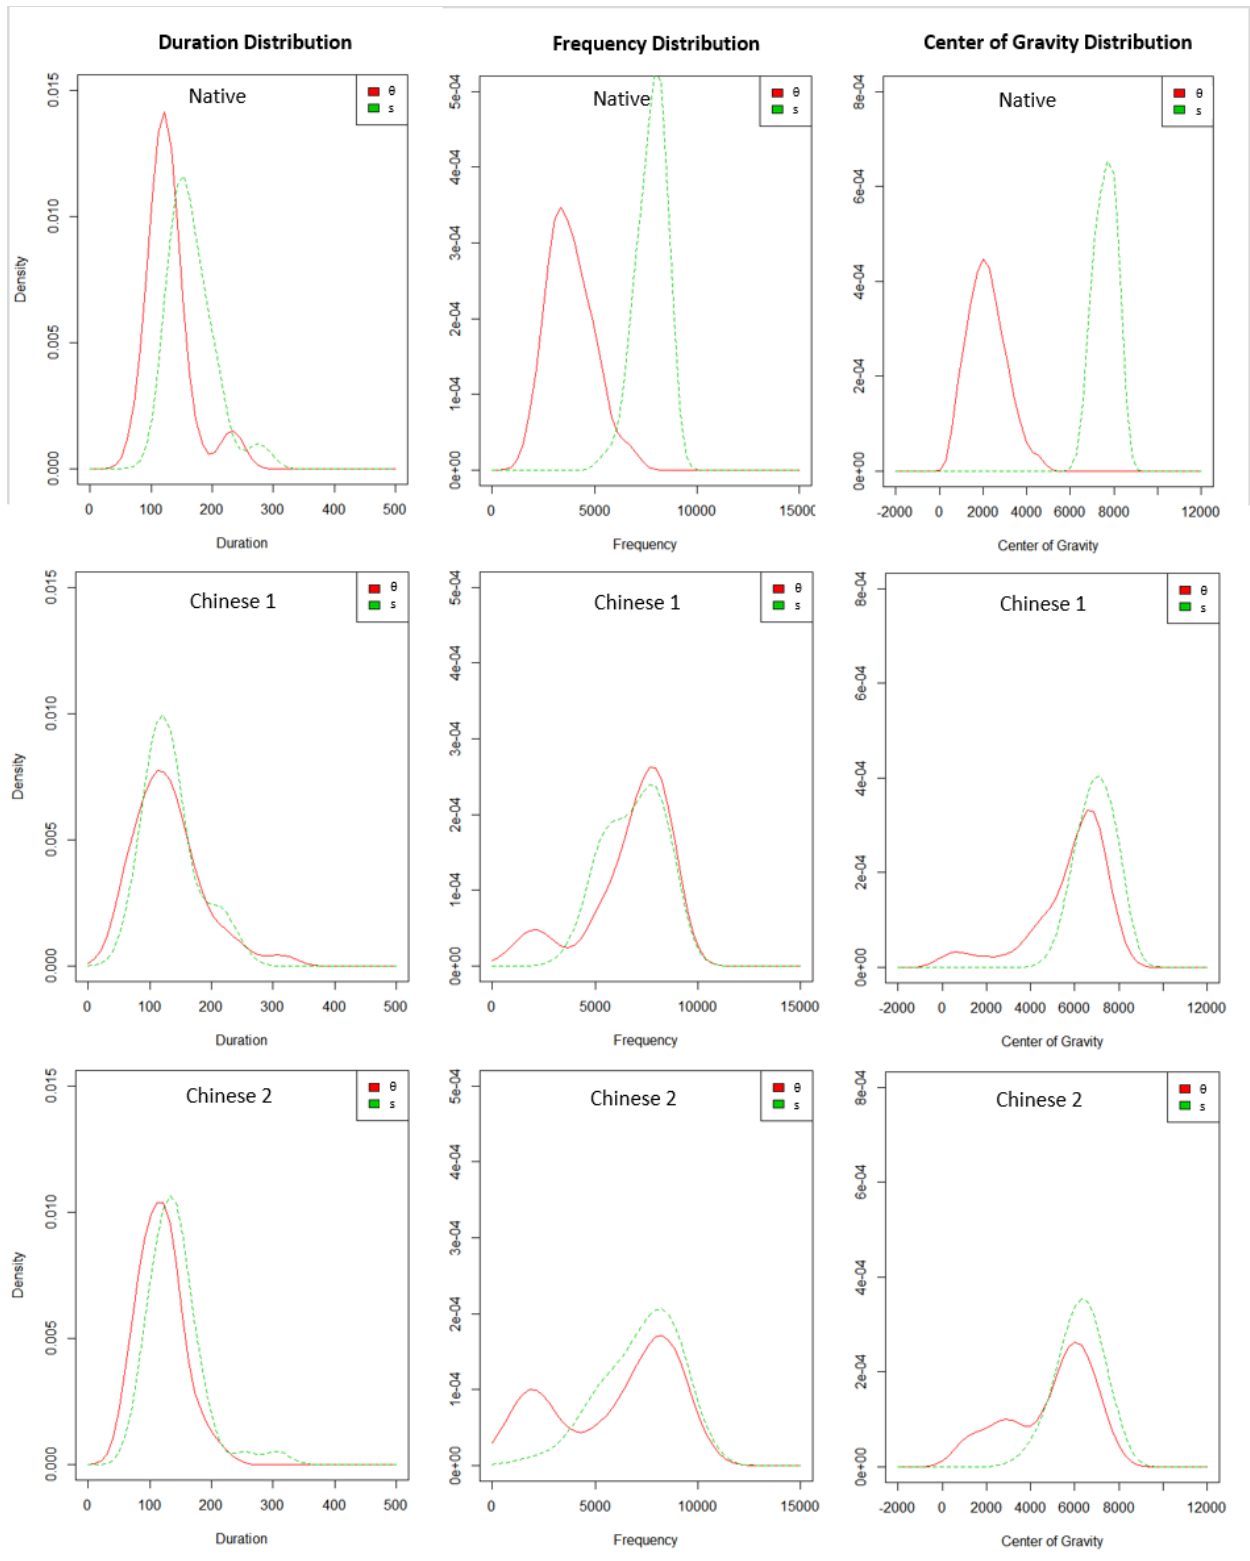 Duration Distribution
Frequency Distribution
Center of Gravity Distribution
Native
θ
s
0.000
0.005
0.010
0.015
Density
0
100
200
300
400
500
Duration
Native
θ
s
0e+00
1e-04
2e-04
3e-04
4e-04
5e-04
0
5000
10000
15000
Frequency
Native
θ
s
0e+00
2e-04
4e-04
6e-04
8e-04
-2000
0
2000
4000
6000
8000
12000
Center of Gravity
Chinese 1
θ
s
0.000
0.005
0.010
0.015
Density
0
100
200
300
400
500
Duration
Chinese 1
θ
s
0e+00
1e-04
2e-04
3e-04
4e-04
5e-04
0
5000
10000
15000
Frequency
Chinese 1
θ
s
0e+00
2e-04
4e-04
6e-04
8e-04
-2000
0
2000
4000
6000
8000
12000
Center of Gravity
Chinese 2
θ
s
0.000
0.005
0.010
0.015
Density
0
100
200
300
400
500
Duration
Chinese 2
θ
s
0e+00
1e-04
2e-04
3e-04
4e-04
5e-04
0
5000
10000
15000
Frequency
Chinese 2
θ
s
0e+00
2e-04
4e-04
6e-04
8e-04
-2000
0
2000
4000
6000
8000
12000
Center of Gravity